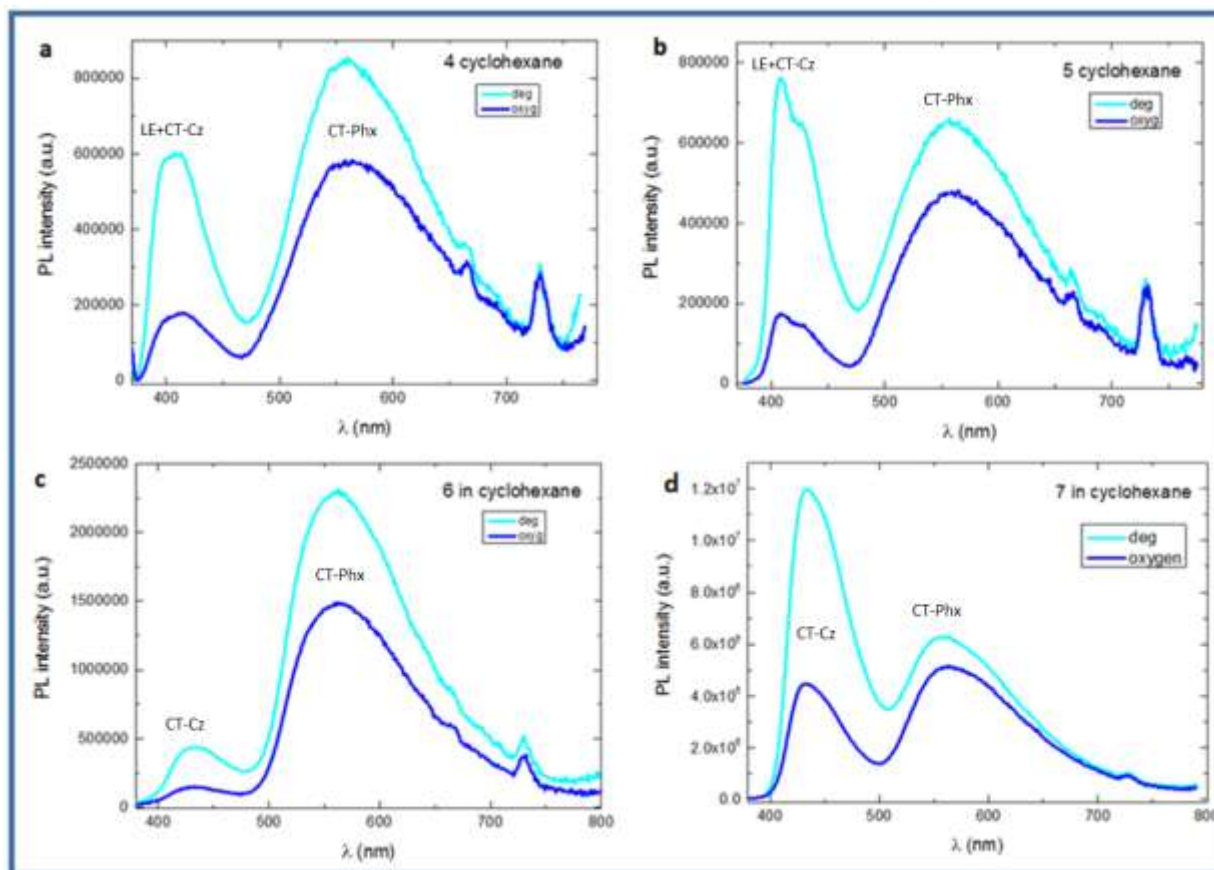 a
4 cyclohexane
deg
oxyg
LE+CT-Cz
CT-Phx
PL intensity (a.u.)
800000
600000
400000
200000
0
400 500 600 700
λ (nm)
b
5 cyclohexane
deg
oxyg
LE+CT-Cz
CT-Phx
PL intensity (a.u.)
800000
600000
400000
200000
0
400 500 600 700
λ (nm)
c
6 in cyclohexane
deg
oxyg
CT-Phx
CT-Cz
PL intensity (a.u.)
2500000
2000000
1500000
1000000
500000
0
400 500 600 700 800
λ (nm)
d
7 in cyclohexane
deg
oxygen
CT-Phx
CT-Cz
PL intensity (a.u.)
1.2x10⁷
1.0x10⁷
8.0x10⁶
6.0x10⁶
4.0x10⁶
2.0x10⁶
0.0
400 500 600 700 800
λ (nm)